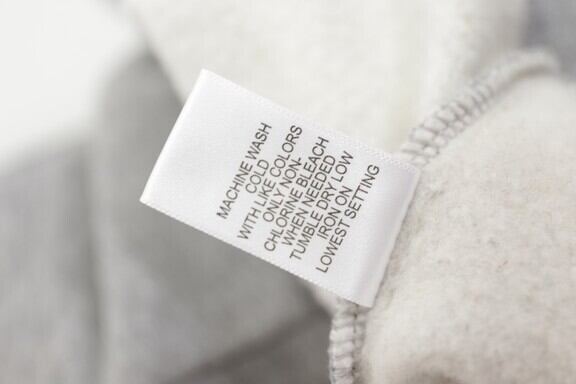 MACHINE WASH
COLD
WITH LIKE COLORS
ONLY NON-
CHLORINE BLEACH
WHEN NEEDED
TUMBLE DRY LOW
IRON ON
LOWEST SETTING